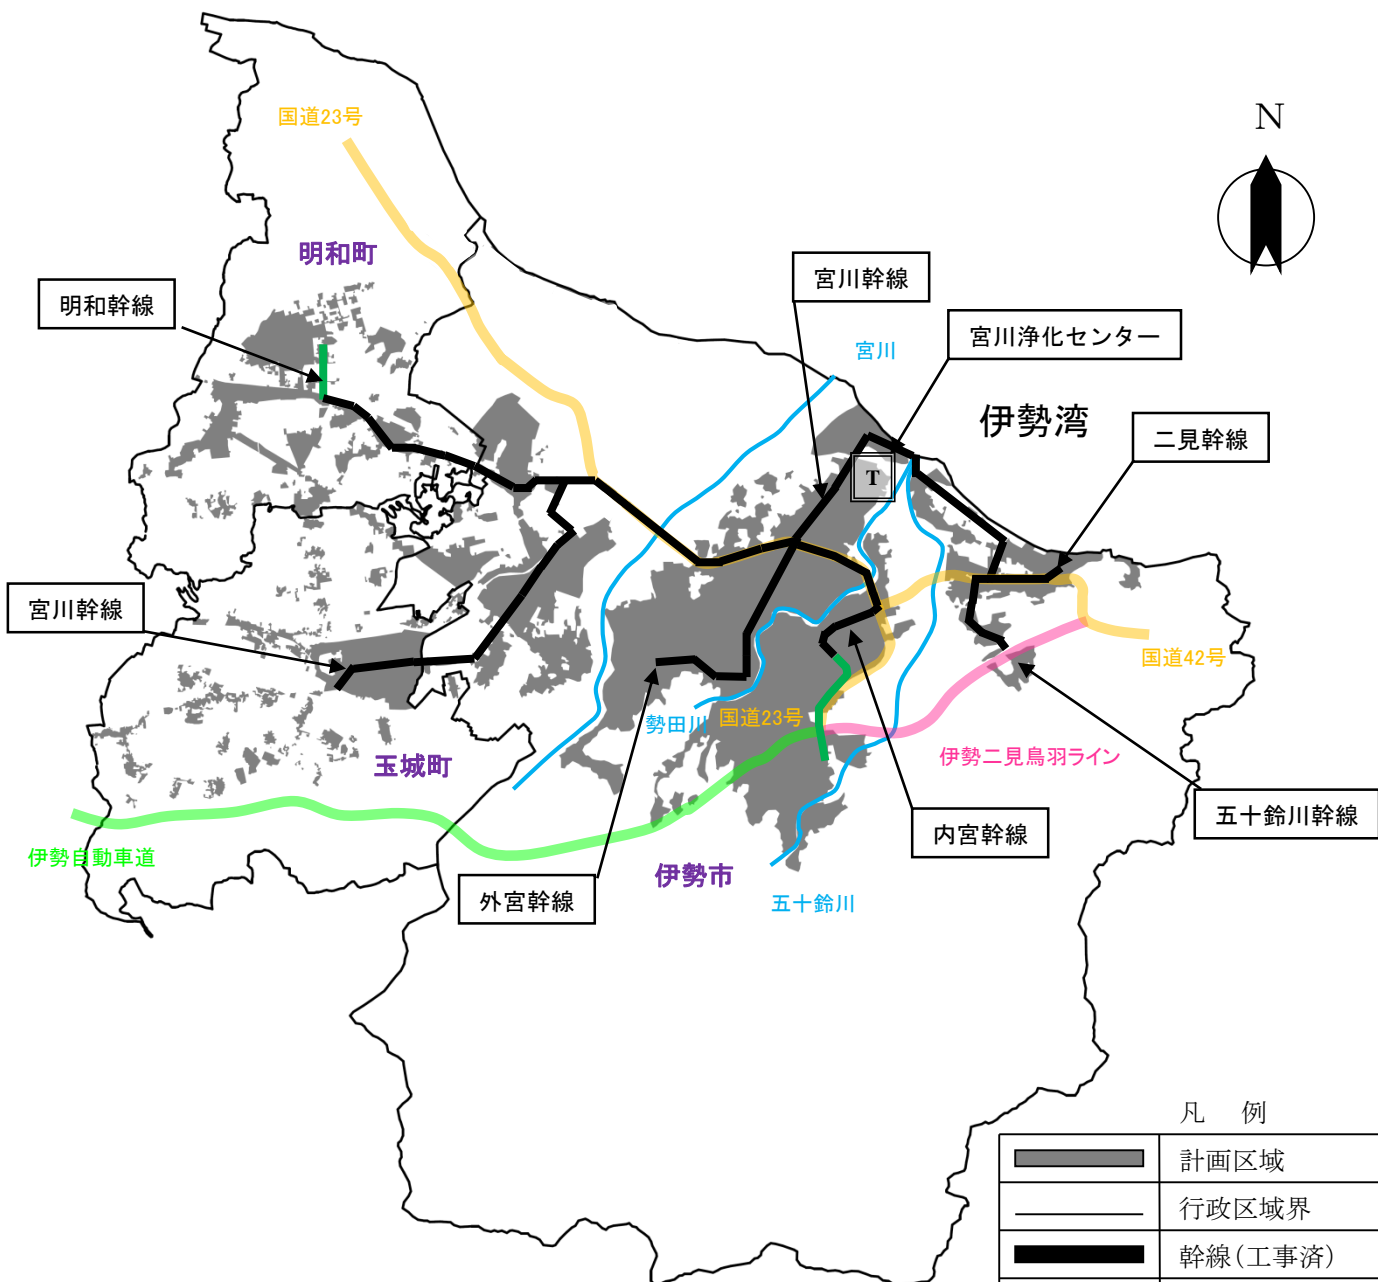 国道23号
N
明和町
宮川幹線
明和幹線
宮川浄化センター
宮川
伊勢湾
二見幹線
T
宮川幹線
国道42号
勢田川
国道23号
伊勢二見鳥羽ライン
玉城町
五十鈴川幹線
内宮幹線
伊勢自動車道
伊勢市
外宮幹線
五十鈴川
凡 例
計画区域
行政区域界
幹線(工事済)